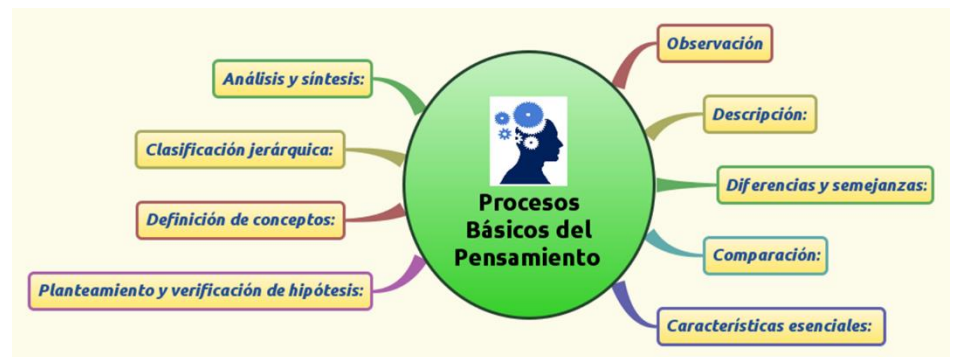 Procesos
Básicos del
Pensamiento
Observación
Descripción:
Diferencias y semejanzas:
Comparación:
Características esenciales:
Análisis y síntesis:
Clasificación jerárquica:
Definición de conceptos:
Planteamiento y verificación de hipótesis: